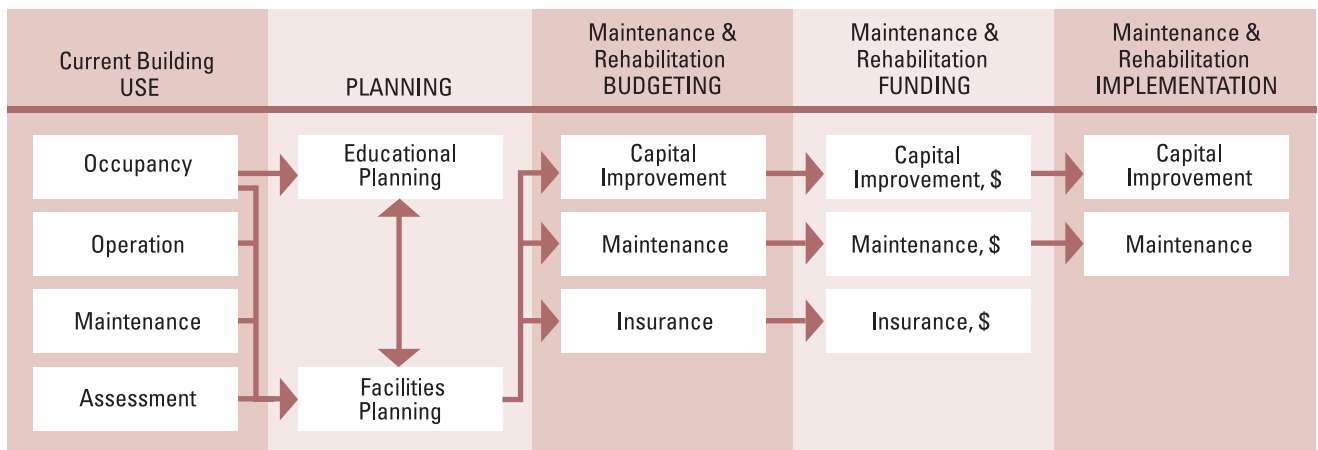 Current Building
USE
PLANNING
Maintenance &
Rehabilitation
BUDGETING
Maintenance &
Rehabilitation
FUNDING
Maintenance &
Rehabilitation
IMPLEMENTATION
Occupancy
Operation
Maintenance
Assessment
Educational
Planning
Facilities
Planning
Capital
Improvement
Maintenance
Insurance
Capital
Improvement, $
Maintenance, $
Insurance, $
Capital
Improvement
Maintenance